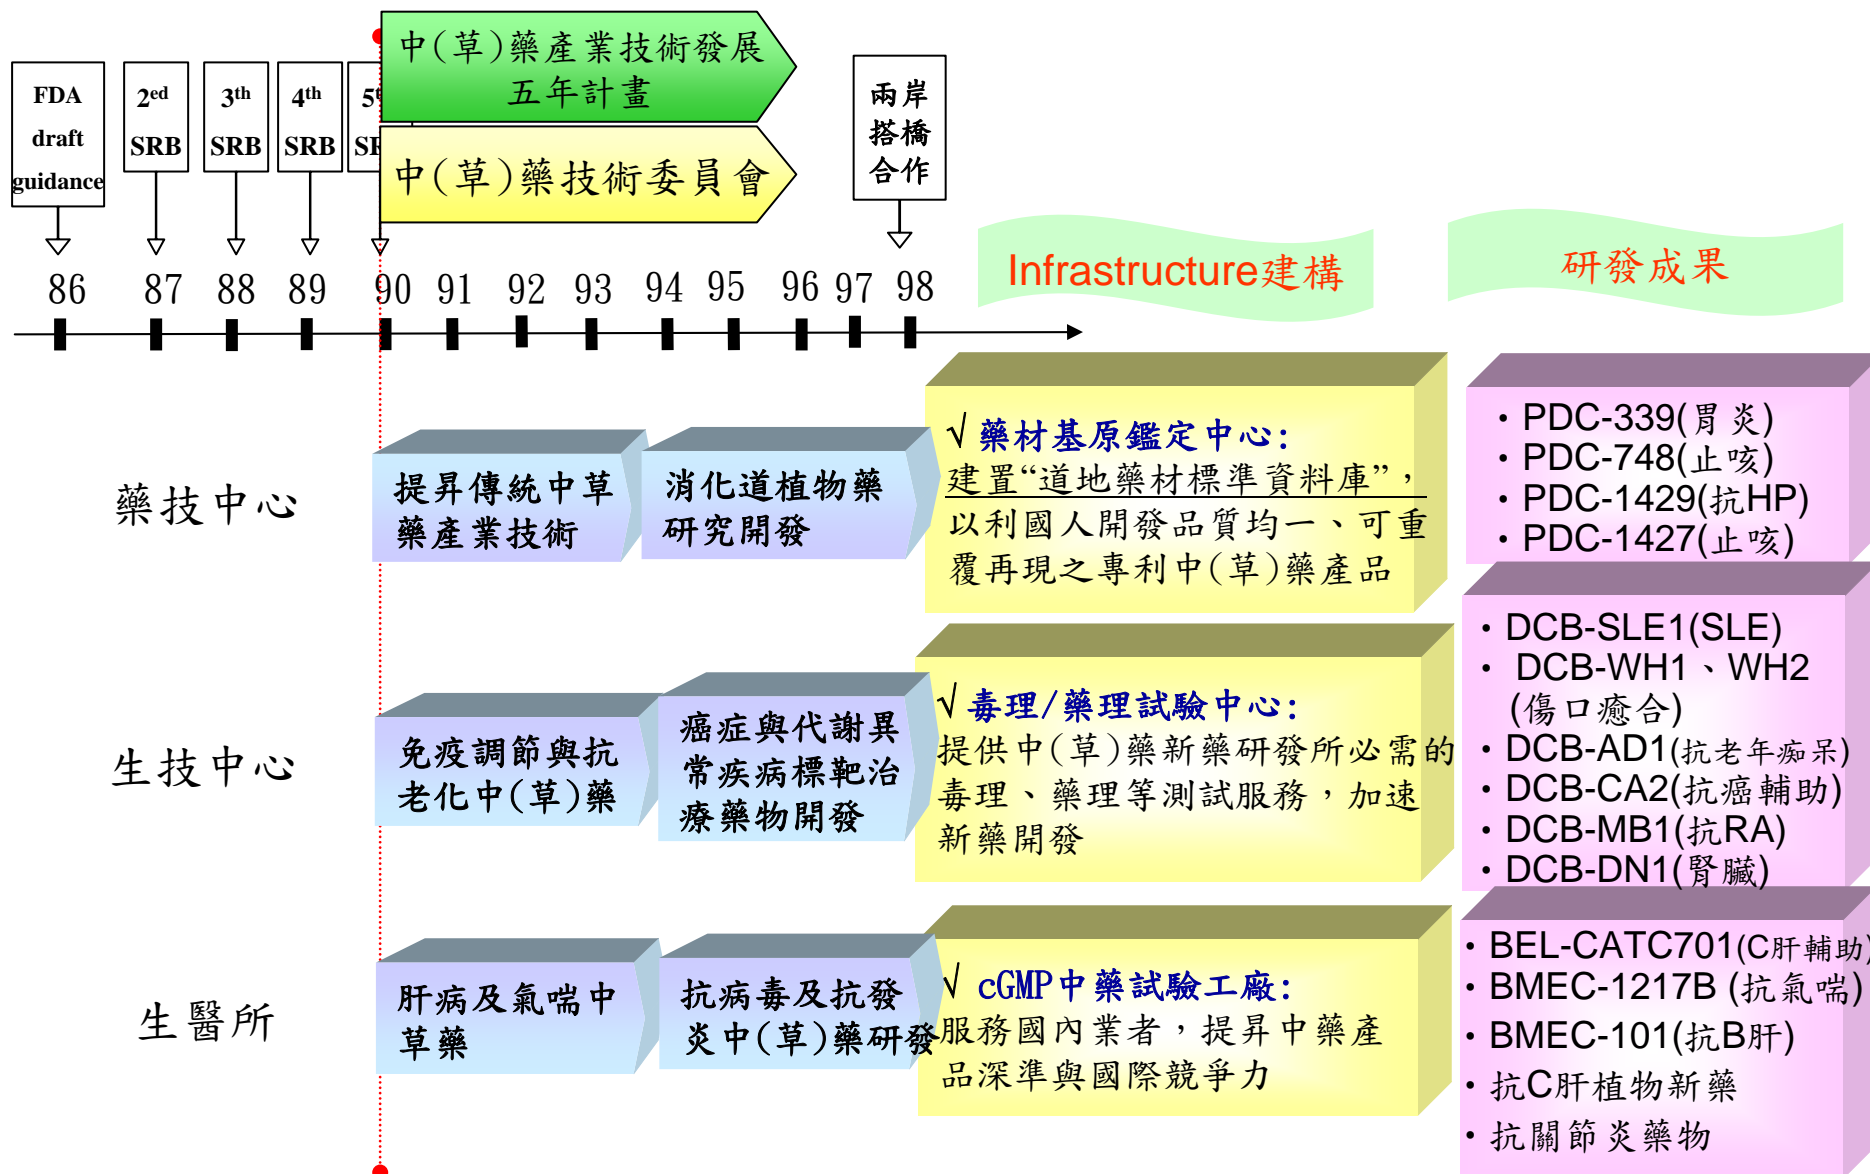 中(草)藥產業技術發展
五年計畫
FDA
draft
guidance
2ed
SRB
3th
SRB
4th
SRB
兩岸
搭橋
合作
中(草)藥技術委員會
Infrastructure建構
研發成果
86 87 88 89 90 91 92 93 94 95 96 97 98
藥技中心
提昇傳統中草
藥產業技術
消化道植物藥
研究開發
√ 藥材基原鑑定中心:
建置“道地藥材標準資料庫”,
以利國人開發品質均一、可重
覆再現之專利中(草)藥產品
• PDC-339(胃炎)
• PDC-748(止咳)
• PDC-1429(抗HP)
• PDC-1427(止咳)
生技中心
免疫調節與抗
老化中(草)藥
癌症與代謝異
常疾病標靶治
療藥物開發
√ 毒理/藥理試驗中心:
提供中(草)藥新藥研發所必需的
毒理、藥理等測試服務,加速
新藥開發
• DCB-SLE1(SLE)
• DCB-WH1、WH2
(傷口癒合)
• DCB-AD1(抗老年痴呆)
• DCB-CA2(抗癌輔助)
• DCB-MB1(抗RA)
• DCB-DN1(腎臟)
生醫所
肝病及氣喘中
草藥
抗病毒及抗發
炎中(草)藥研發
√ cGMP中藥試驗工廠:
服務國內業者,提昇中藥產
品深準與國際競爭力
• BEL-CATC701(C肝輔助)
• BMEC-1217B (抗氣喘)
• BMEC-101(抗B肝)
• 抗C肝植物新藥
• 抗關節炎藥物